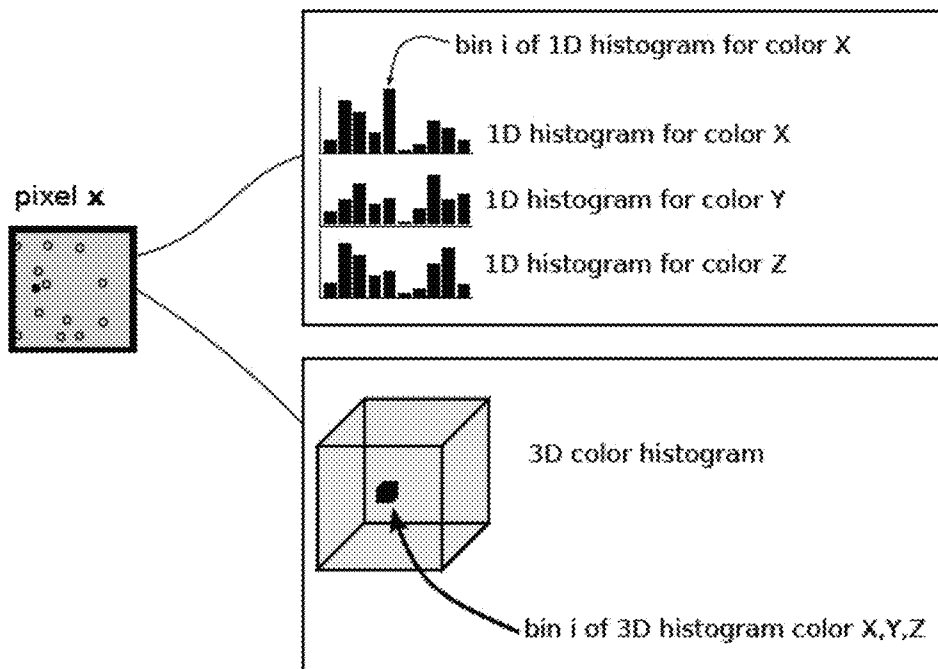 bin i of 1D histogram for color X
1D histogram for color X
pixel x
1D histogram for color Y
1D histogram for color Z
3D color histogram
bin i of 3D histogram color X,Y,Z